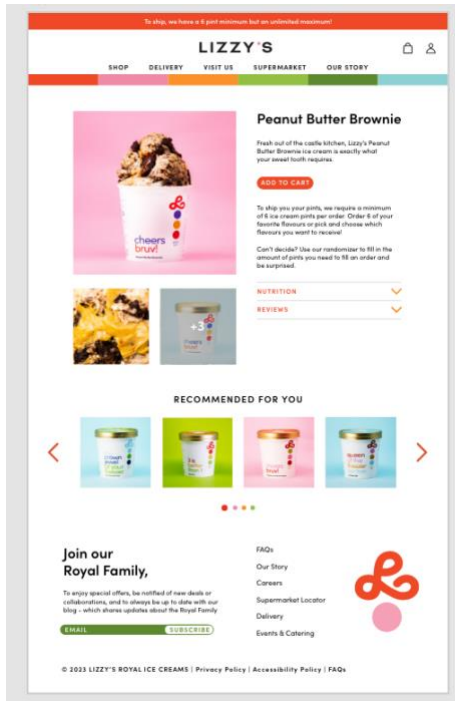 To ship, we have a 6 pint minimum but an unlimited maximum!
LIZZY'S
SHOP DELIVERY VISIT US SUPERMARKET OUR STORY
Peanut Butter Brownie
Fresh out of the castle kitchen, Lizzy's Peanut
Butter Brownie ice cream is exactly what
your sweet tooth requires.
ADD TO CART
To ship you your pints, we require a minimum
of 6 ice cream pints per order. Order 6 of your
favorite flavours or pick and choose which
flavours you want to receive!
Can't decide? Use our randomizer to fill in the
amount of pints you need to fill an order and
be surprised.
NUTRITION
REVIEWS
cheers
bruv!
+3
cheers
bruv!
RECOMMENDED FOR YOU
cheers
bruv!
Join our
Royal Family,
To enjoy special offers, be notified of new deals or
collaborations, and to always be up to date with our
blog - which shares updates about the Royal Family
EMAIL SUBSCRIBE
FAQs
Our Story
Careers
Supermarket Locator
Delivery
Events & Catering
© 2023 LIZZY'S ROYAL ICE CREAMS | Privacy Policy | Accessibility Policy | FAQs